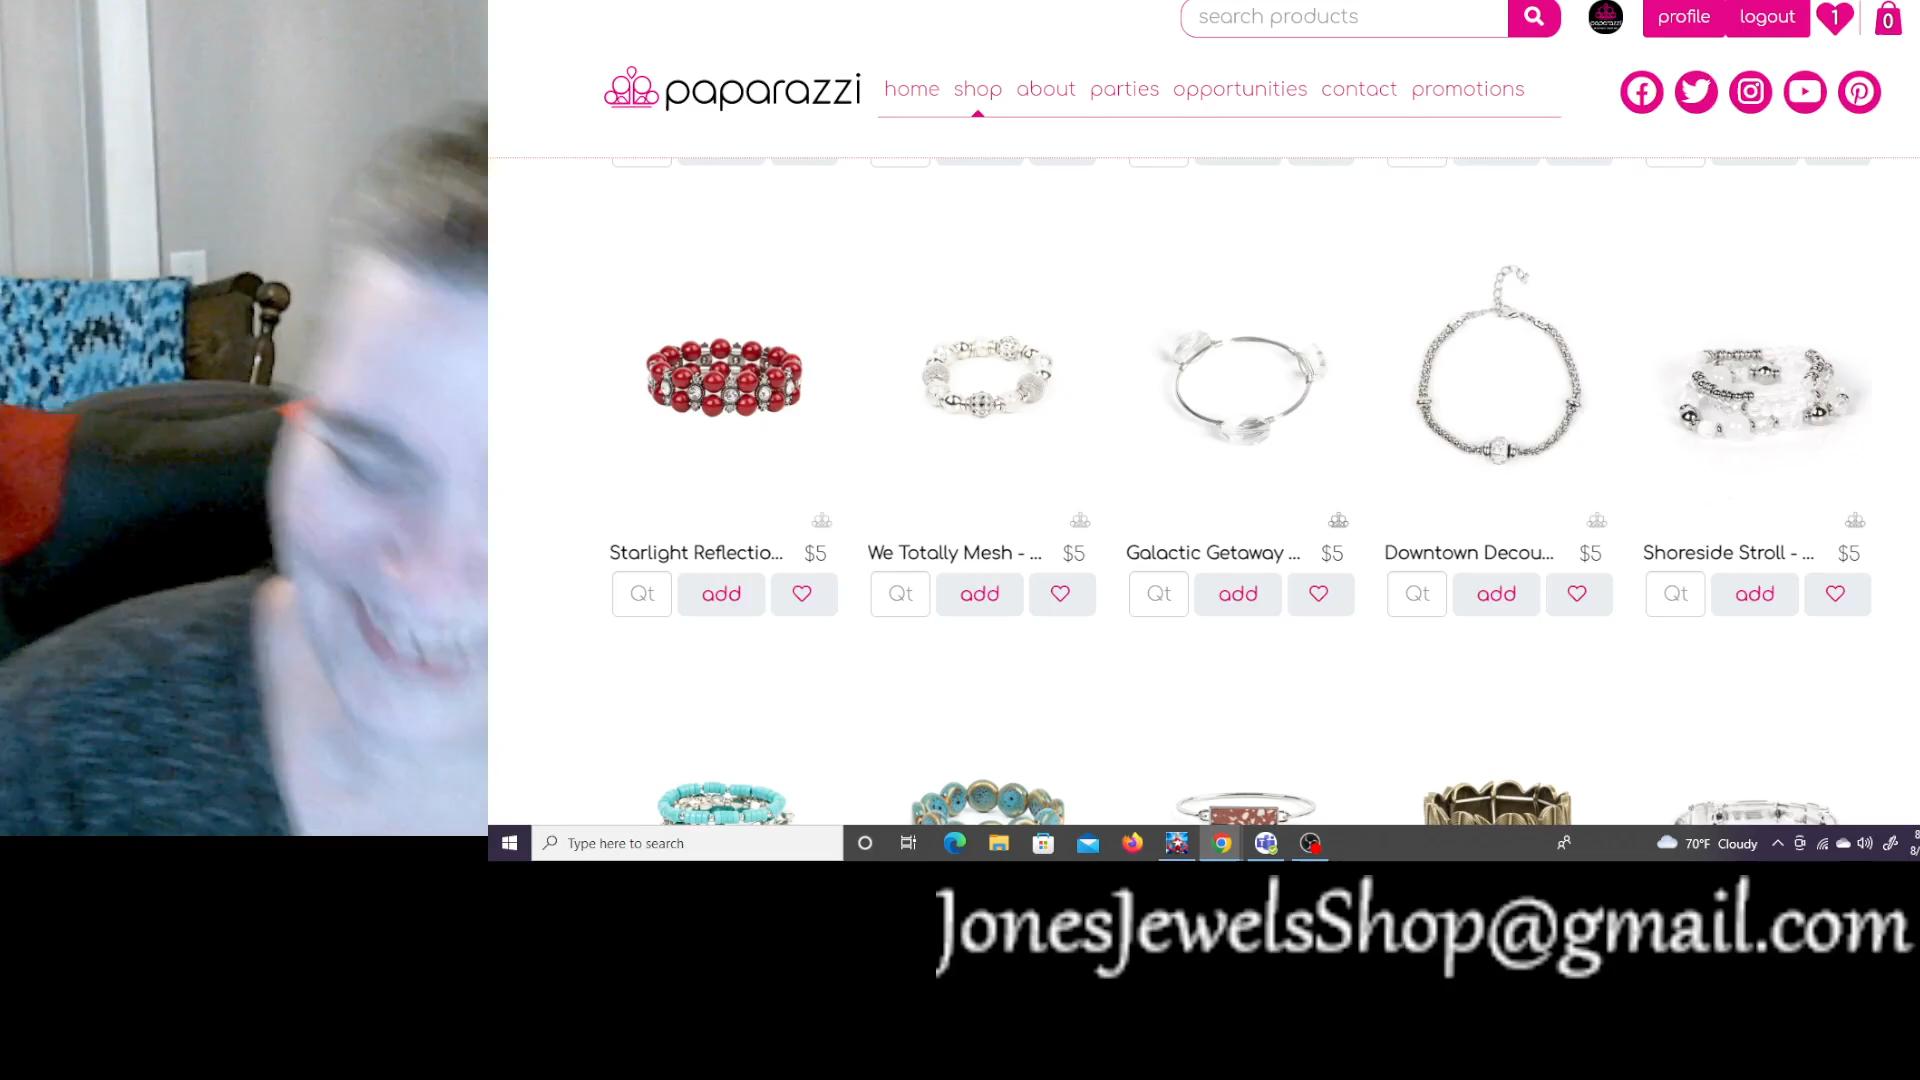 search products
profile
logout
1
0
paparazzi
home shop about parties opportunities contact promotions
Starlight Reflectio... $5
We Totally Mesh - ... $5
Galactic Getaway ... $5
Downtown Decou... $5
Shoreside Stroll - ... $5
Qt add
Qt add
Qt add
Qt add
Qt add
Type here to search
70°F Cloudy
JonesJewelsShop@gmail.com